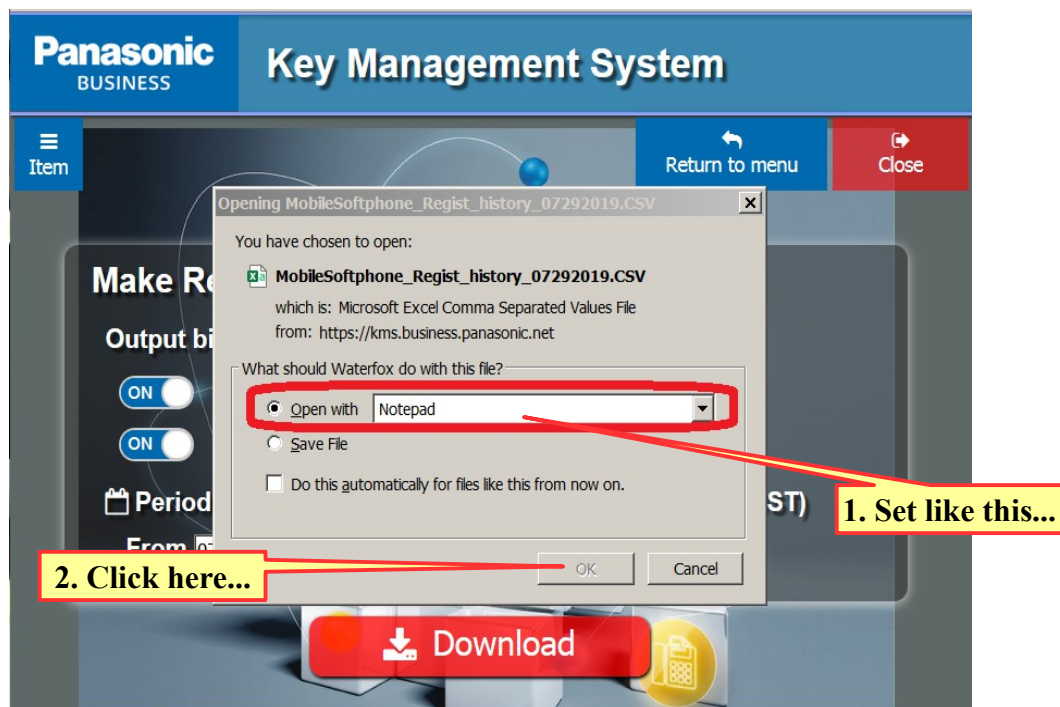 Panasonic
BUSINESS
Key Management System
Item
Return to menu
Close
Opening MobileSoftphone_Regist_history_07292019.CSV
You have chosen to open:
MobileSoftphone_Regist_history_07292019.CSV
which is: Microsoft Excel Comma Separated Values File
from: https://kms.business.panasonic.net
Make Re
Output bi
What should Waterfox do with this file?
ON
Open with Notepad
ON
Save File
Do this automatically for files like this from now on.
Period
ST)
1. Set like this...
From
2. Click here...
OK
Cancel
Download